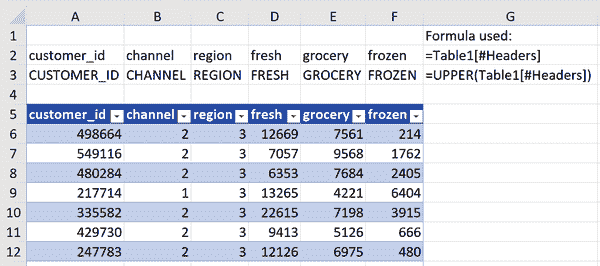 A B C D E F G
1 Formula used:
2 customer_id channel region fresh grocery frozen =Table1[#Headers]
3 CUSTOMER_ID CHANNEL REGION FRESH GROCERY FROZEN =UPPER(Table1[#Headers])
4
5 customer_id channel region fresh grocery frozen
6 498664 2 3 12669 7561 214
7 549116 2 3 7057 9568 1762
8 480284 2 3 6353 7684 2405
9 217714 1 3 13265 4221 6404
10 335582 2 3 22615 7198 3915
11 429730 2 3 9413 5126 666
12 247783 2 3 12126 6975 480